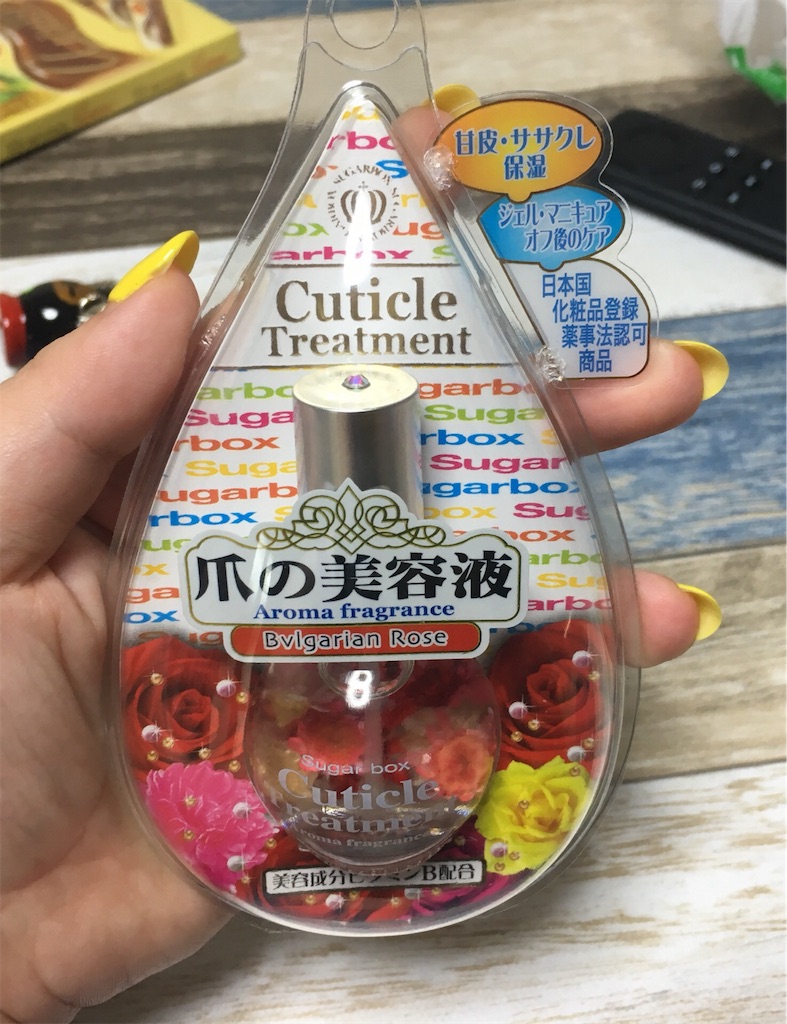 甘皮・ササクレ
保湿
ジェル・マニキュア
オフ後のケア
日本国
化粧品登録
薬事法認可
商品
SUGARBOX
Cuticle
Treatment
Sugarbox
爪の美容液
Aroma fragrance
Bvlgarian Rose
Sugar box
Cuticle
Treatment
Aroma fragrance
美容成分ビタミンB配合